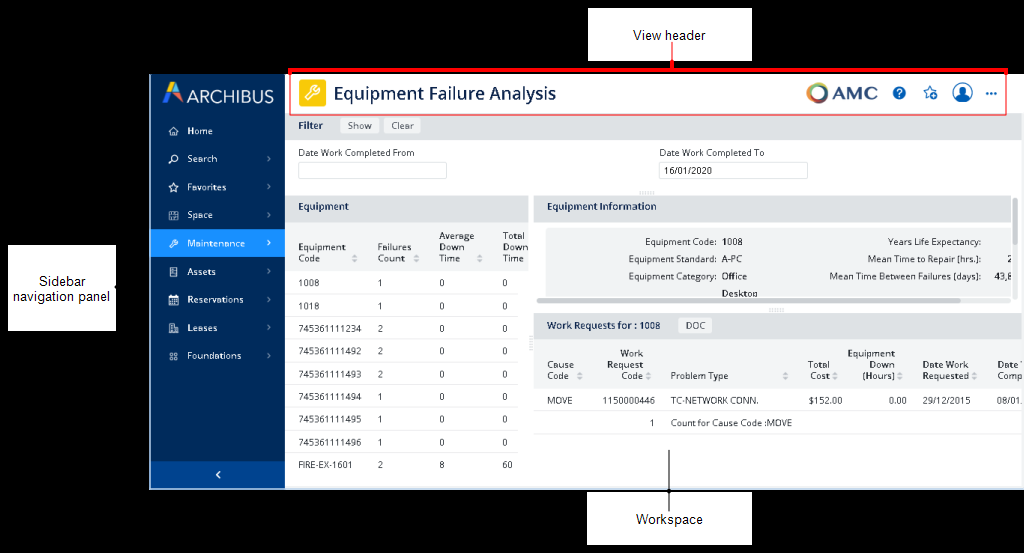 View header
ARCHIBUS
Equipment Failure Analysis
AMC
Home
Search
Favorites
Space
Maintenance
Assets
Reservations
Leases
Foundations
Sidebar
navigation panel
Filter Show Clear
Date Work Completed From
Date Work Completed To
16/01/2020
Equipment
Equipment Code Failures Count Average Down Time Total Down Time
1008 1 0 0
1018 1 0 0
745361111234 2 0 0
745361111492 2 0 0
745361111493 2 0 0
745361111494 1 0 0
745361111495 1 0 0
745361111496 1 0 0
FIRE-EX-1601 2 8 60
Equipment Information
Equipment Code: 1008 Years Life Expectancy:
Equipment Standard: A-PC Mean Time to Repair [hrs.]: 2
Equipment Category: Office Mean Time Between Failures [days]: 43,8
Desktop
Work Requests for : 1008 DOC
Cause Code Work Request Code Problem Type Total Cost Equipment Down (Hours) Date Work Requested Date Comp
MOVE 1150000446 TC-NETWORK CONN. $152.00 0.00 29/12/2015 08/01.
1 Count for Cause Code :MOVE
Workspace